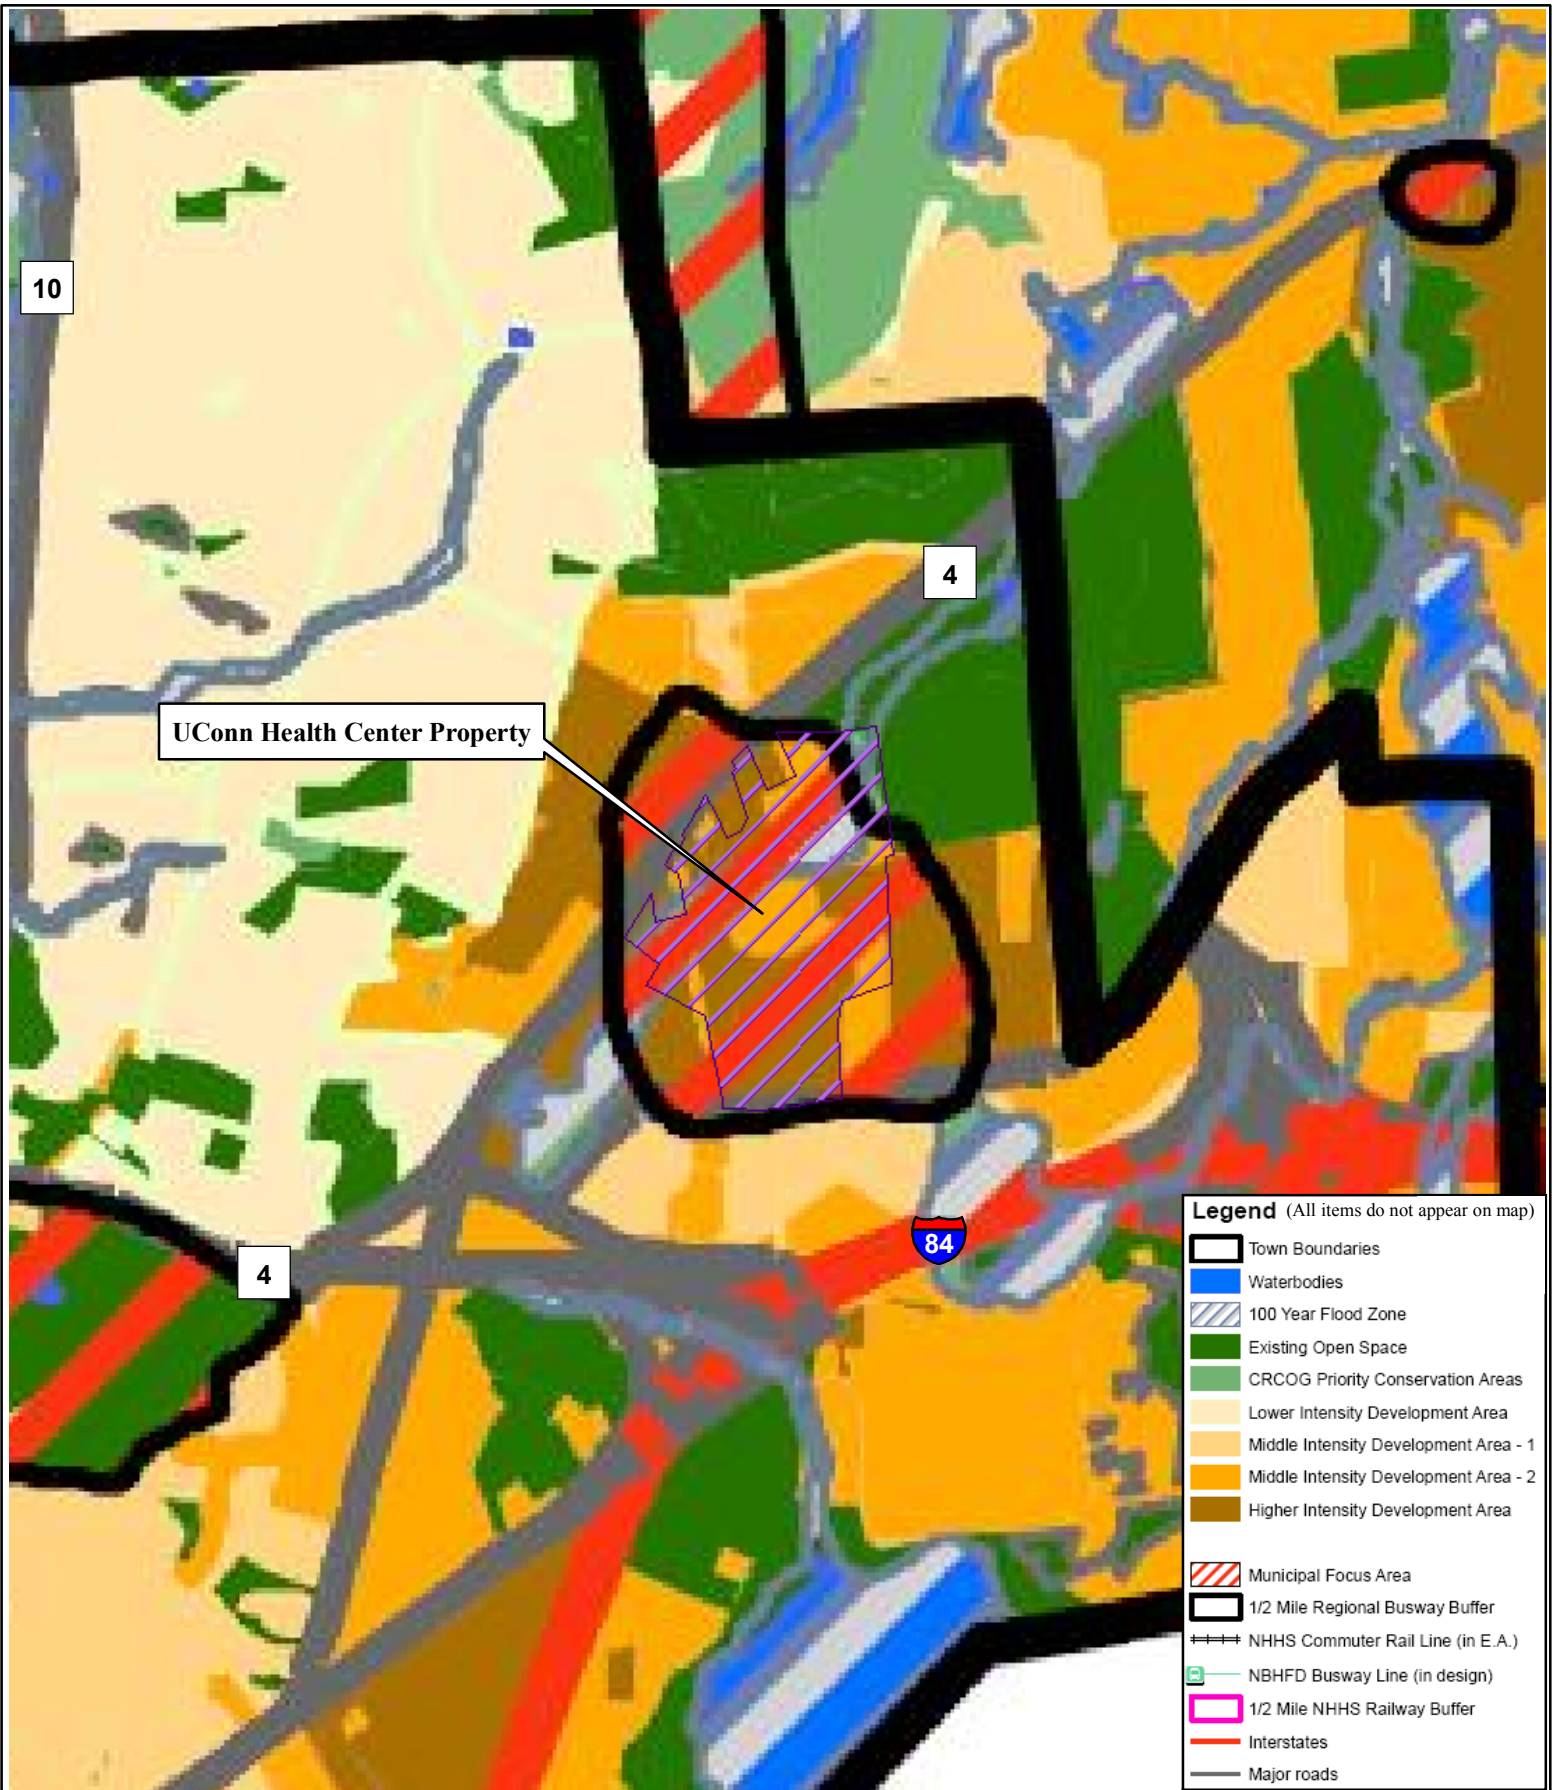 10
4
UConn Health Center Property
84
4
Legend (All items do not appear on map)
Town Boundaries
Waterbodies
100 Year Flood Zone
Existing Open Space
CRCOG Priority Conservation Areas
Lower Intensity Development Area
Middle Intensity Development Area - 1
Middle Intensity Development Area - 2
Higher Intensity Development Area
Municipal Focus Area
1/2 Mile Regional Busway Buffer
NHHS Commuter Rail Line (in E.A.)
NBHFD Busway Line (in design)
1/2 Mile NHHS Railway Buffer
Interstates
Major roads